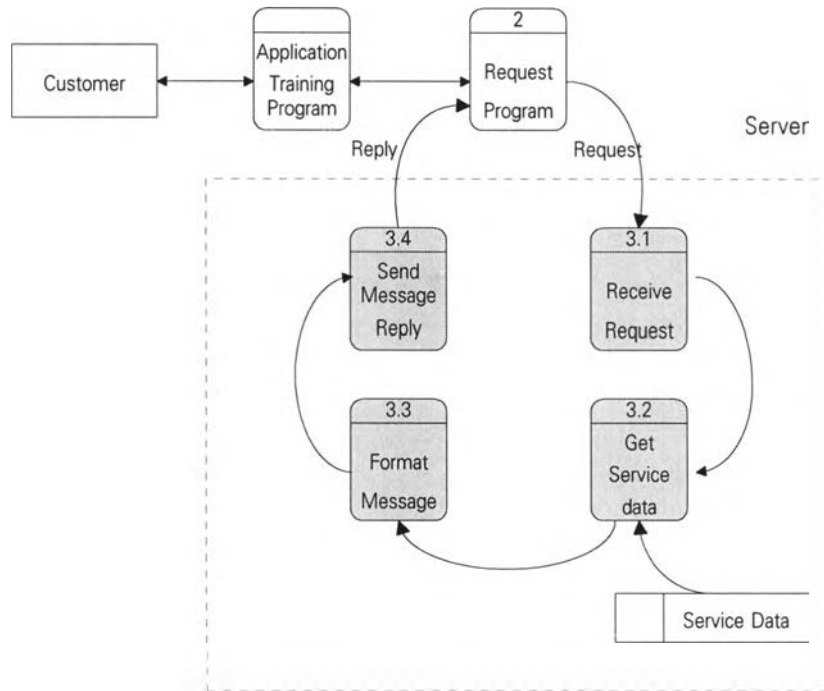 Customer
Application
Training
Program
2
Request
Program
Server
Reply
Request
3.4
Send
Message
Reply
3.1
Receive
Request
3.3
Format
Message
3.2
Get
Service
data
Service Data